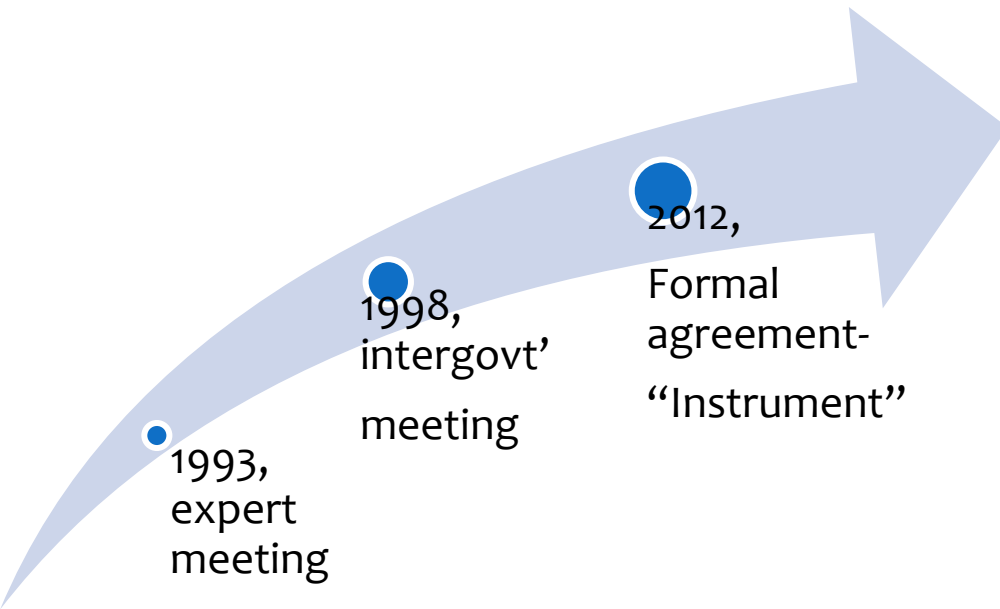 1993,
expert
meeting
1998,
intergovt’
meeting
2012,
Formal
agreement-
“Instrument”